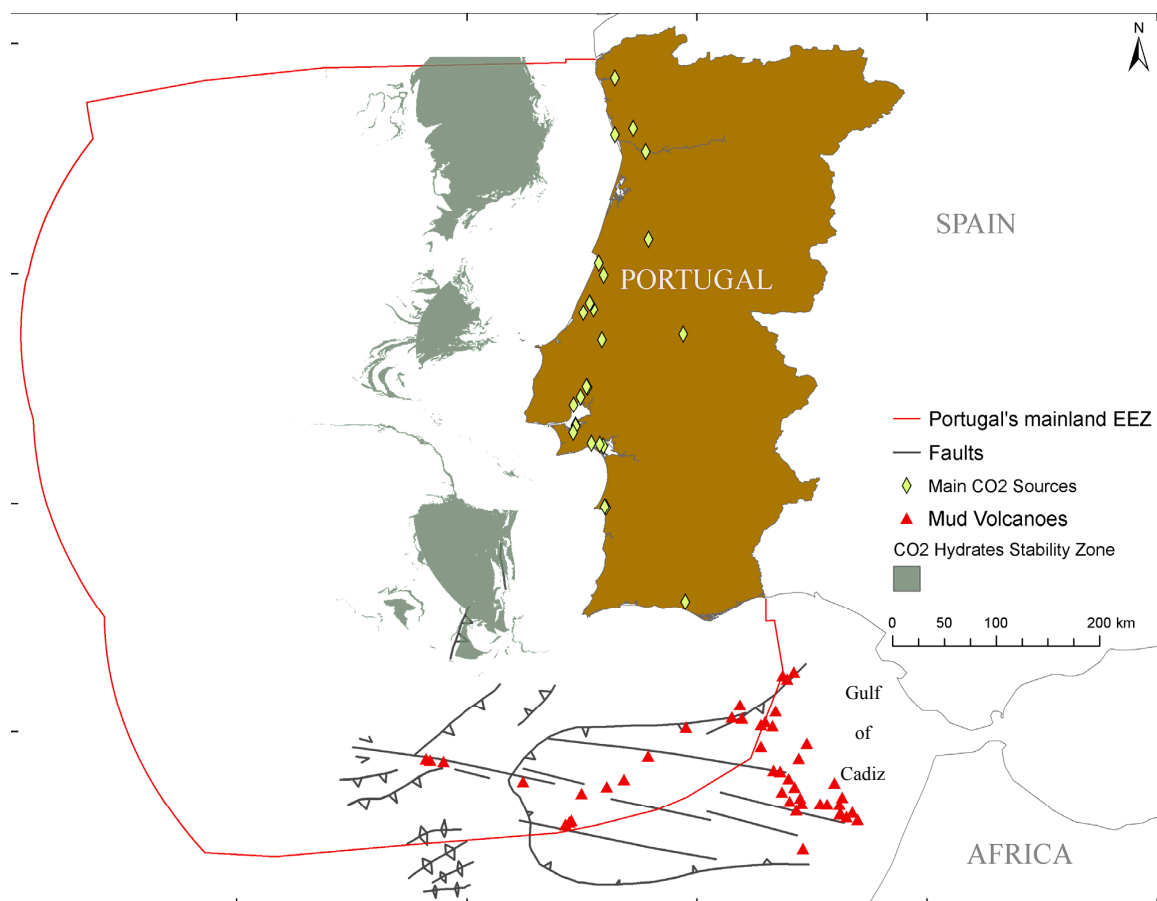 N
SPAIN
PORTUGAL
Portugal's mainland EEZ
Faults
Main CO2 Sources
Mud Volcanoes
CO2 Hydrates Stability Zone
0 50 100 200 km
Gulf
of
Cadiz
AFRICA